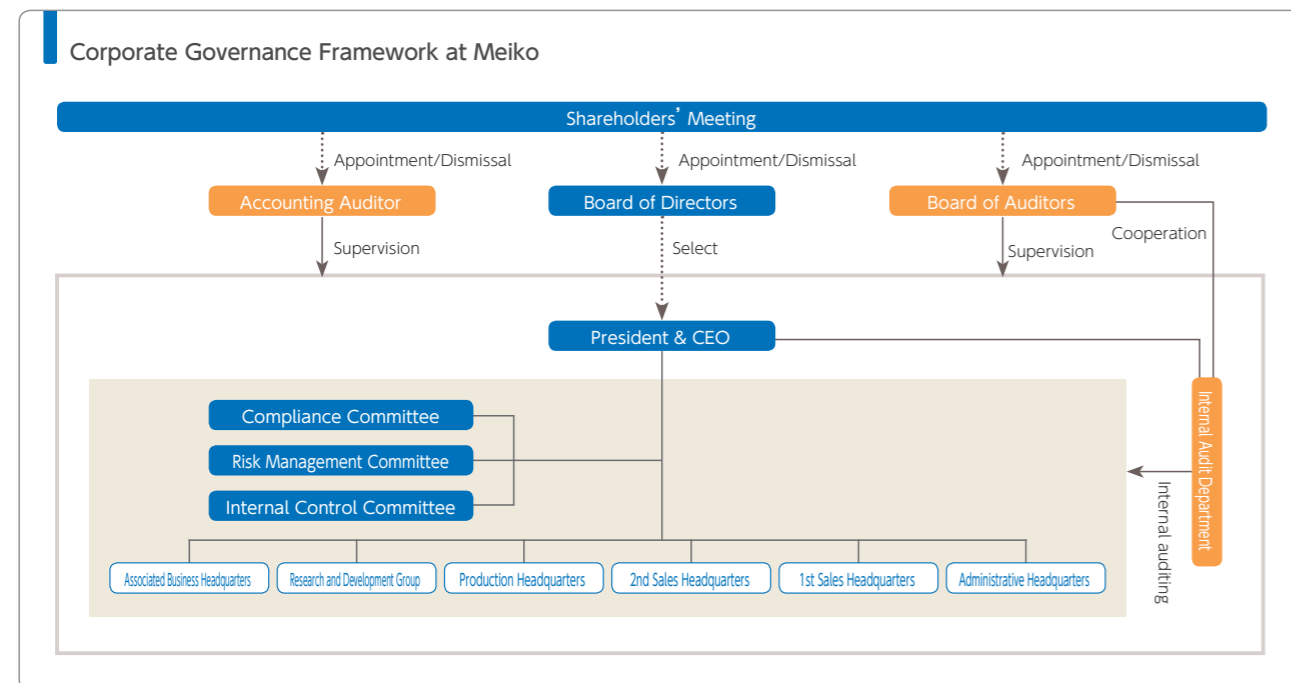 Corporate Governance Framework at Meiko
Shareholders’ Meeting
Appointment/Dismissal
Appointment/Dismissal
Appointment/Dismissal
Accounting Auditor
Board of Directors
Board of Auditors
Supervision
Select
Supervision
Cooperation
President & CEO
Compliance Committee
Risk Management Committee
Internal Control Committee
Internal Audit Department
Internal auditing
Associated Business Headquarters
Research and Development Group
Production Headquarters
2nd Sales Headquarters
1st Sales Headquarters
Administrative Headquarters